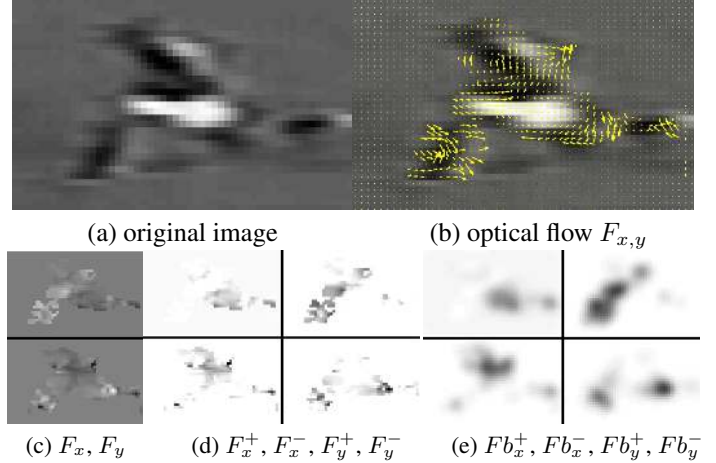 (a) original image (b) optical flow $F_{x,y}$
(c) $F_x$, $F_y$ (d) $F_x^+$, $F_x^-$, $F_y^+$, $F_y^-$ (e) $Fb_x^+$, $Fb_x^-$, $Fb_y^+$, $Fb_y^-$